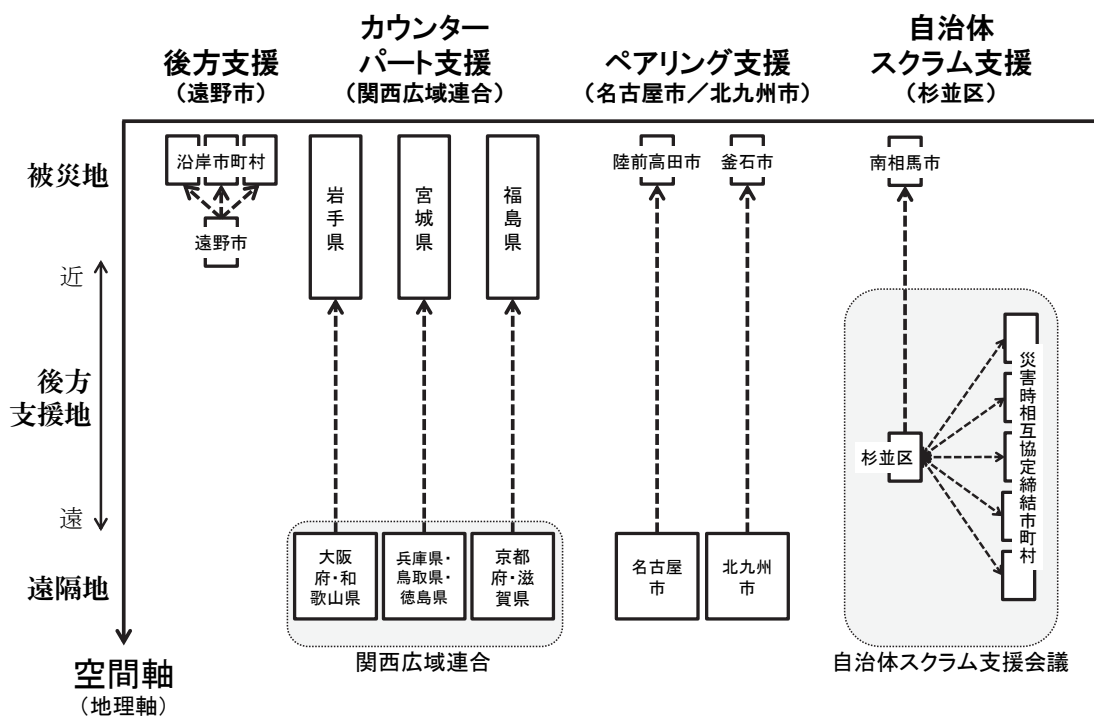 後方支援
（遠野市）
カウンター
パート支援
（関西広域連合）
ペアリング支援
（名古屋市／北九州市）
自治体
スクラム支援
（杉並区）
被災地
近
後方
支援地
遠
遠隔地
空間軸
（地理軸）
沿岸市町村
遠野市
岩手県
宮城県
福島県
大阪
府・和
歌山県
兵庫県・
鳥取県・
徳島県
京都
府・滋
賀県
関西広域連合
陸前高田市
釜石市
名古屋
市
北九州
市
南相馬市
杉並区
災害時相互協定締結市町村
自治体スクラム支援会議